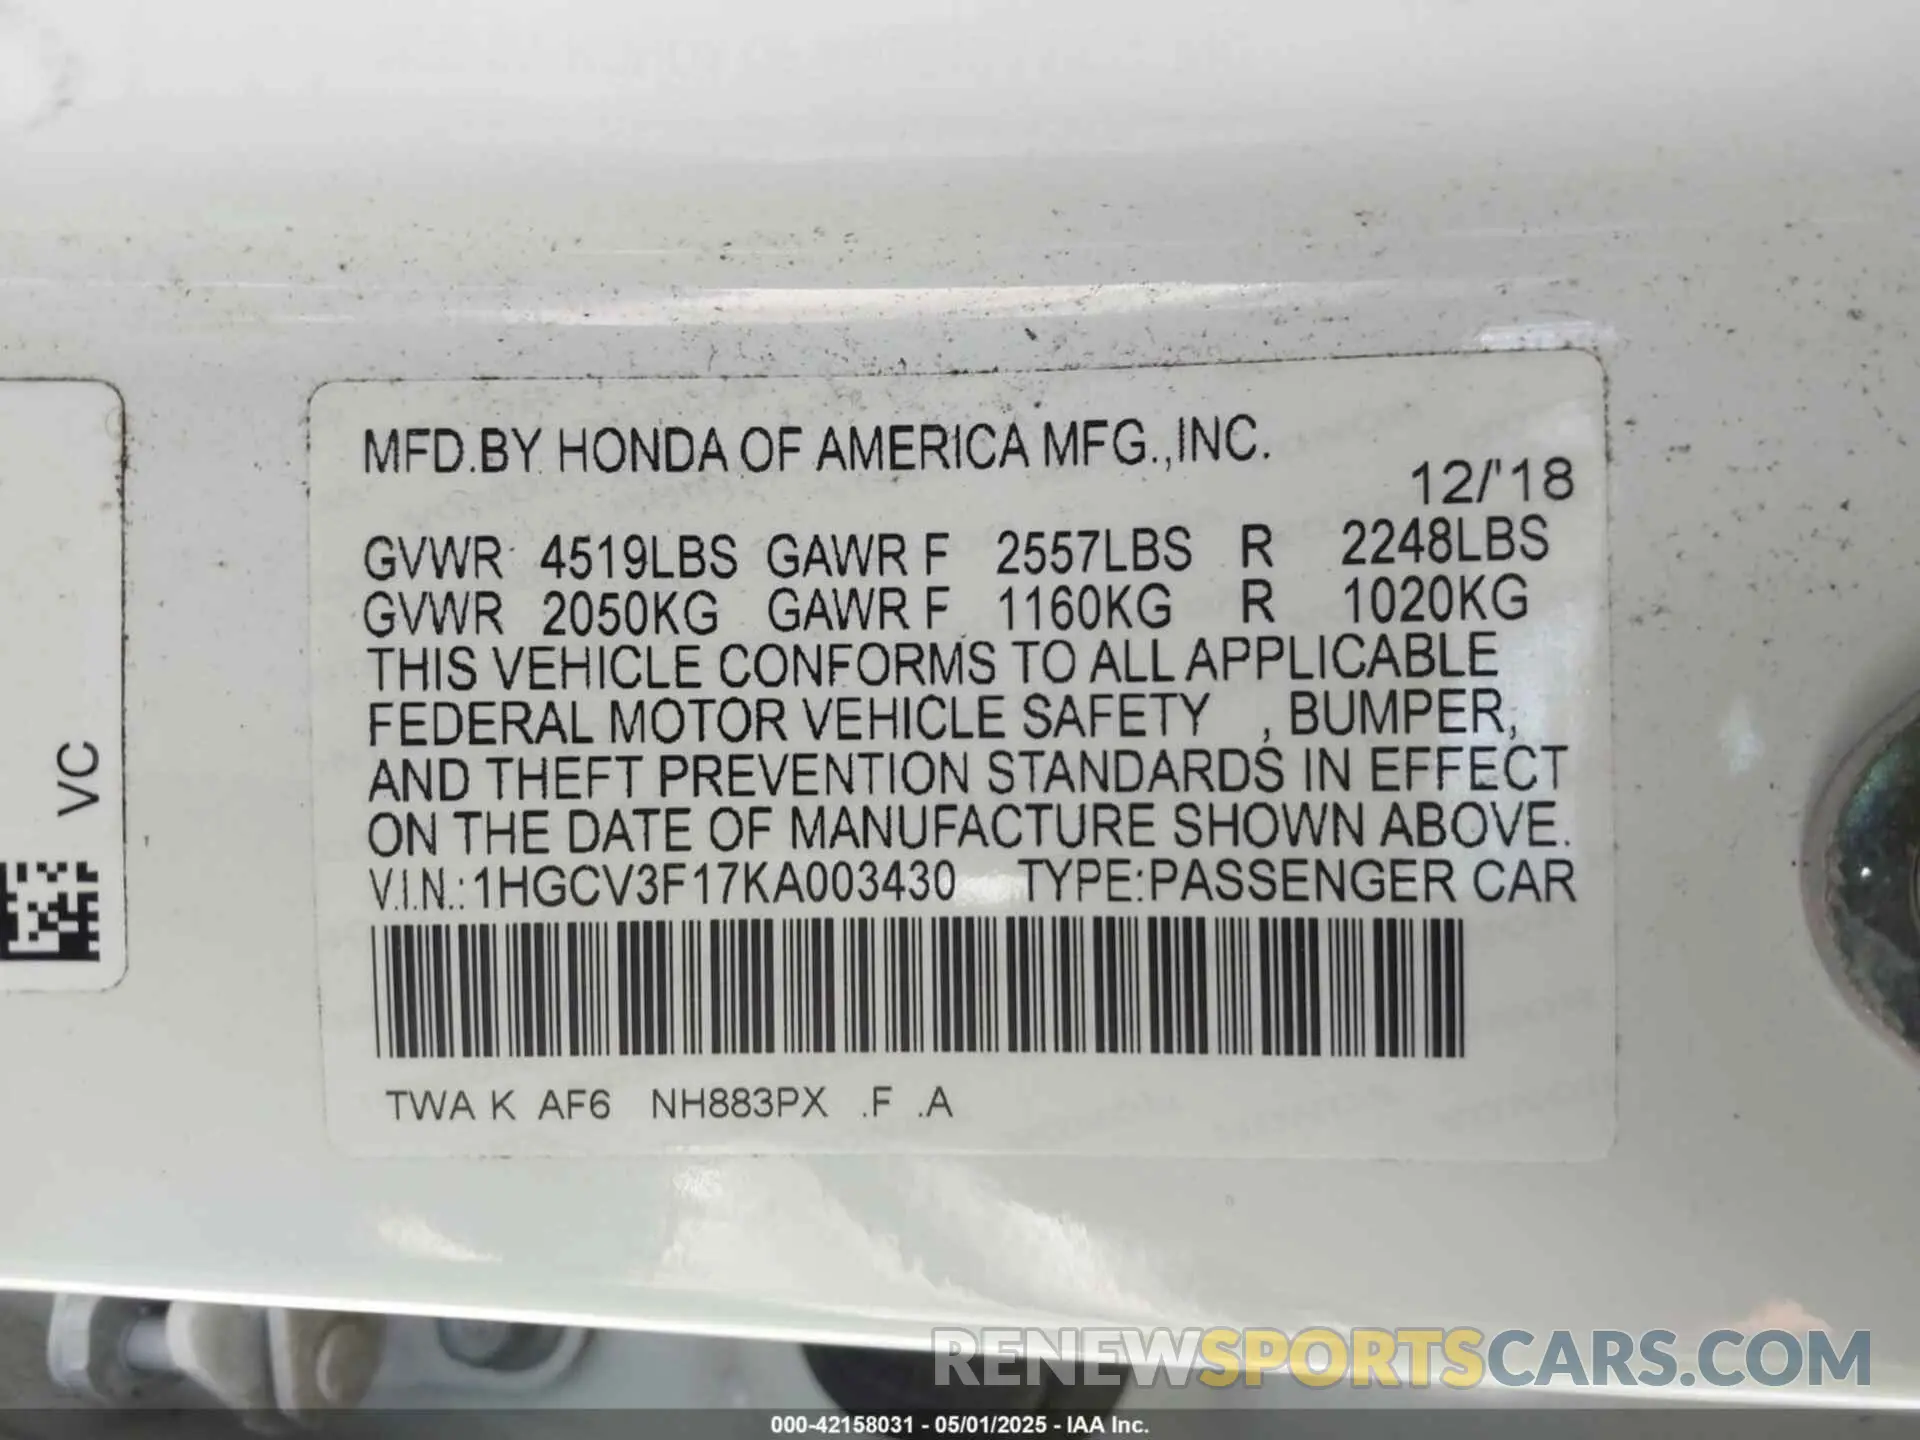 MFD.BY HONDA OF AMERICA MFG.,INC.
12/'18
GVWR 4519LBS GAWR F 2557LBS R 2248LBS
GVWR 2050KG GAWR F 1160KG R 1020KG
THIS VEHICLE CONFORMS TO ALL APPLICABLE
FEDERAL MOTOR VEHICLE SAFETY , BUMPER,
AND THEFT PREVENTION STANDARDS IN EFFECT
ON THE DATE OF MANUFACTURE SHOWN ABOVE.
V.I.N.: 1HGCV3F17KA003430 TYPE:PASSENGER CAR
TWA K AF6 NH883PX .F .A
VC
RENEWSPORTSCARS.COM
000-42158031 - 05/01/2025 - IAA Inc.